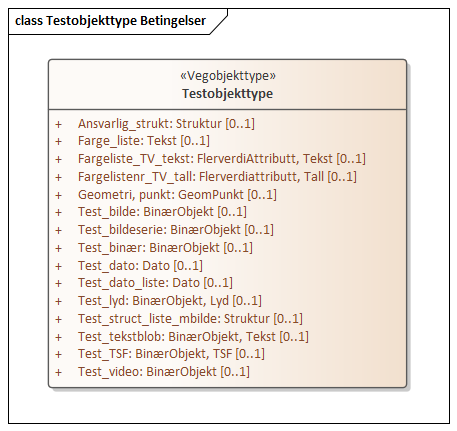 class Testobjekttype Betingelser
«Vegobjekttype»
Testobjekttype
+ Ansvarlig_strukt: Struktur [0..1]
+ Farge_liste: Tekst [0..1]
+ Fargeliste_TV_tekst: FlerverdiAttributt, Tekst [0..1]
+ Fargelistenr_TV_tall: Flerverdiattributt, Tall [0..1]
+ Geometri, punkt: GeomPunkt [0..1]
+ Test_bilde: BinærObjekt [0..1]
+ Test_bildeserie: BinærObjekt [0..1]
+ Test_binær: BinærObjekt [0..1]
+ Test_dato: Dato [0..1]
+ Test_dato_liste: Dato [0..1]
+ Test_lyd: BinærObjekt, Lyd [0..1]
+ Test_struct_liste_mbilde: Struktur [0..1]
+ Test_tekstblob: BinærObjekt, Tekst [0..1]
+ Test_TSF: BinærObjekt, TSF [0..1]
+ Test_video: BinærObjekt [0..1]